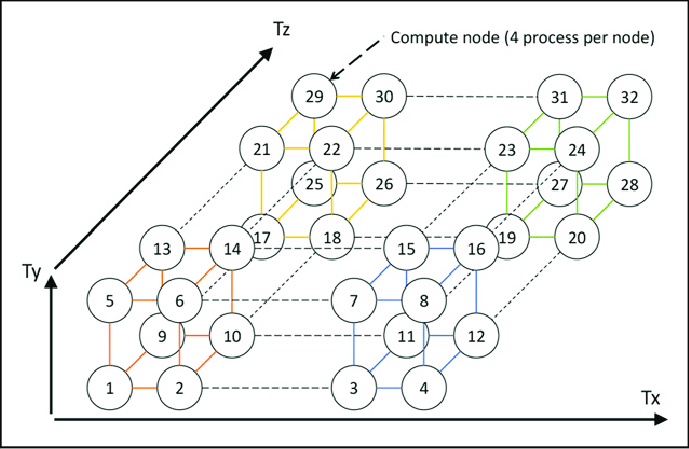 Tz
Compute node (4 process per node)
29 30 31 32
21 22 23 24
25 26 27 28
17 18 19 20
13 14 15 16
Ty
5 6 7 8
9 10 11 12
1 2 3 4
Tx